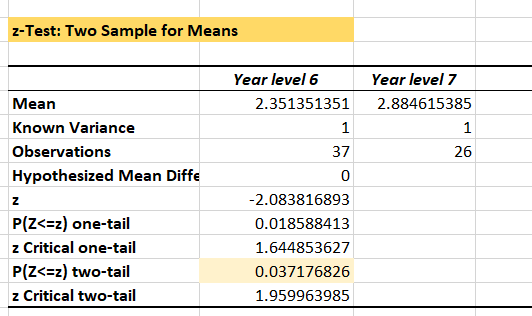 z-Test: Two Sample for Means
Year level 6 Year level 7
Mean 2.351351351 2.884615385
Known Variance 1 1
Observations 37 26
Hypothesized Mean Diffe 0
z -2.083816893
P(Z<=z) one-tail 0.018588413
z Critical one-tail 1.644853627
P(Z<=z) two-tail 0.037176826
z Critical two-tail 1.959963985